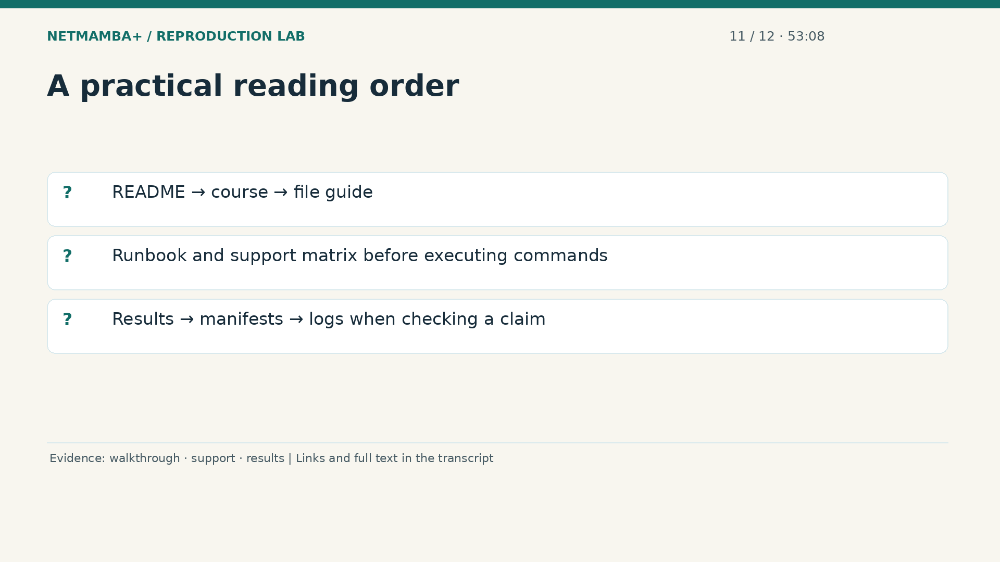 NETMAMBA+ / REPRODUCTION LAB
11 / 12 · 53:08
A practical reading order
? README → course → file guide
? Runbook and support matrix before executing commands
? Results → manifests → logs when checking a claim
Evidence: walkthrough · support · results | Links and full text in the transcript